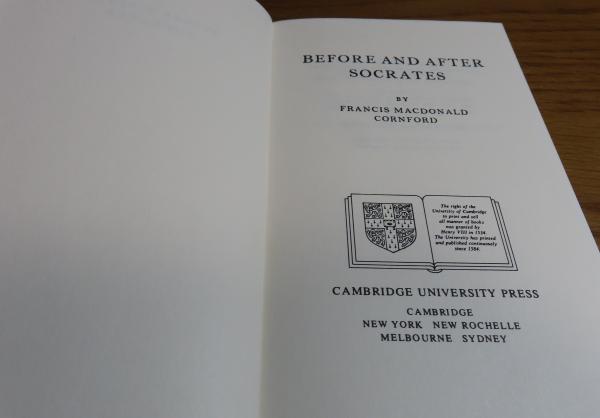 BEFORE AND AFTER
SOCRATES
BY
FRANCIS MACDONALD
CORNFORD
The right of the
University of Cambridge
to print and sell
all manner of books
was granted by
Henry VIII in 1534.
The University has printed
and published continuously
since 1584.
CAMBRIDGE UNIVERSITY PRESS
CAMBRIDGE
NEW YORK NEW ROCHELLE
MELBOURNE SYDNEY